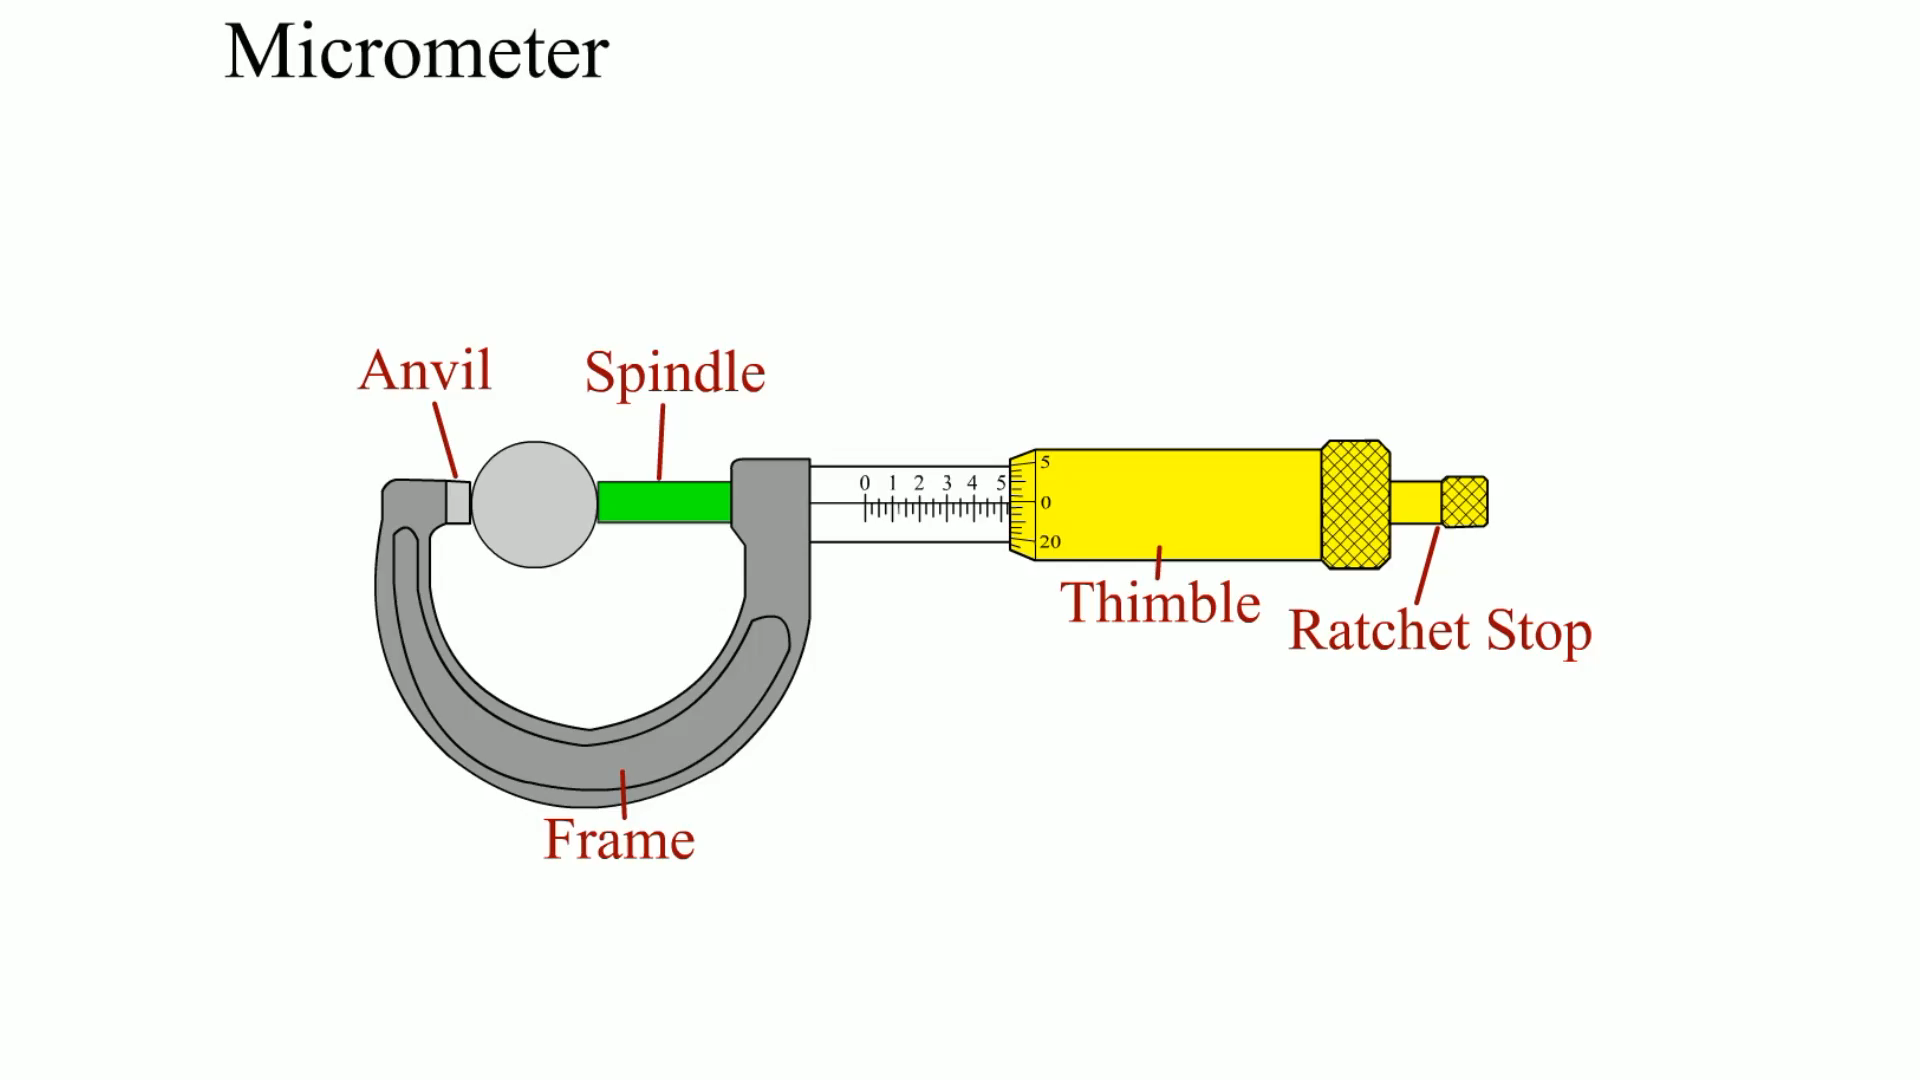 Micrometer
Anvil
Spindle
0 1 2 3 4 5
5
0
20
Thimble
Ratchet Stop
Frame